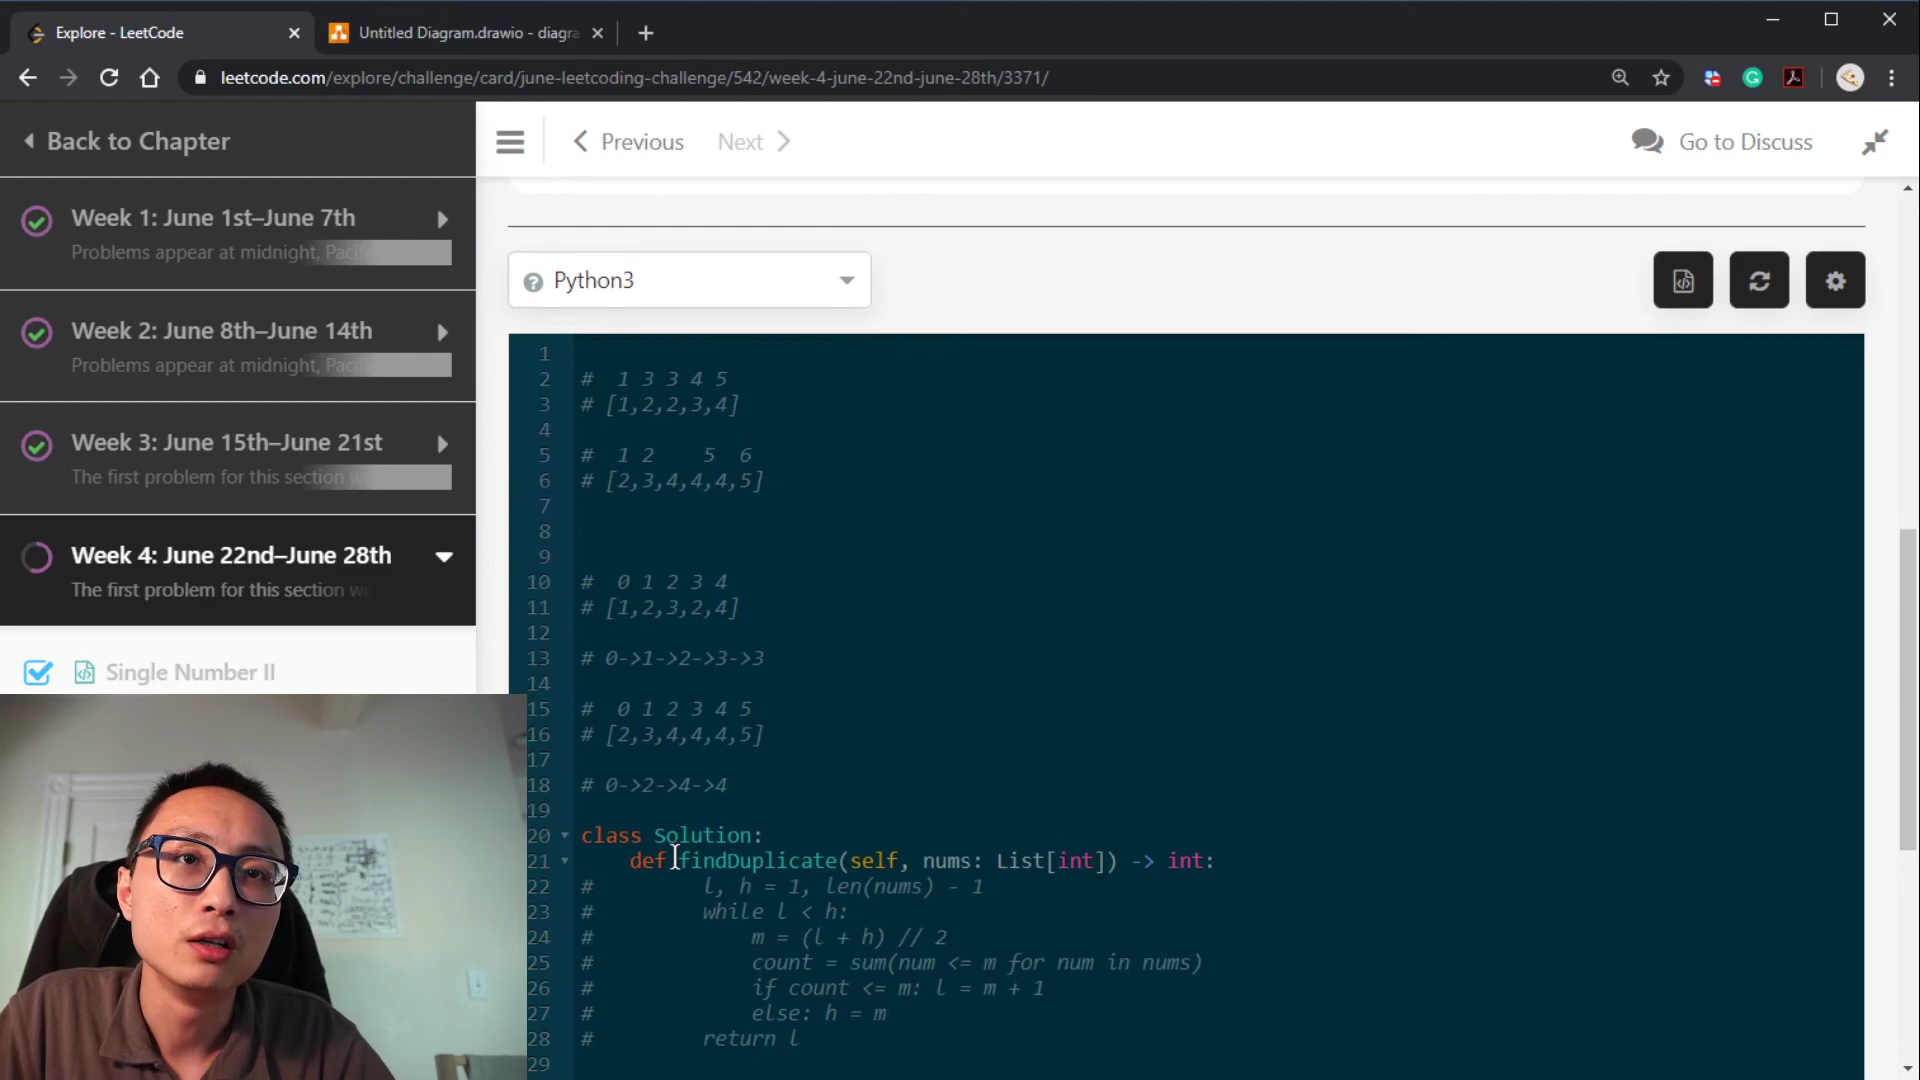 Explore - LeetCode
Untitled Diagram.drawio - diagra
leetcode.com/explore/challenge/card/june-leetcoding-challenge/542/week-4-june-22nd-june-28th/3371/
Back to Chapter
Previous
Next
Go to Discuss
Week 1: June 1st–June 7th
Problems appear at midnight, Pacif
Week 2: June 8th–June 14th
Problems appear at midnight, Pacif
Week 3: June 15th–June 21st
The first problem for this section w
Week 4: June 22nd–June 28th
The first problem for this section w
Single Number II
Python3
1
2 # 1 3 3 4 5
3 # [1,2,2,3,4]
4
5 # 1 2 5 6
6 # [2,3,4,4,4,5]
7
8
9
10 # 0 1 2 3 4
11 # [1,2,3,2,4]
12
13 # 0->1->2->3->3
14
15 # 0 1 2 3 4 5
16 # [2,3,4,4,4,5]
17
18 # 0->2->4->4
19
20 class Solution:
21 def findDuplicate(self, nums: List[int]) -> int:
22 # l, h = 1, len(nums) - 1
23 # while l < h:
24 # m = (l + h) // 2
25 # count = sum(num <= m for num in nums)
26 # if count <= m: l = m + 1
27 # else: h = m
28 # return l
29